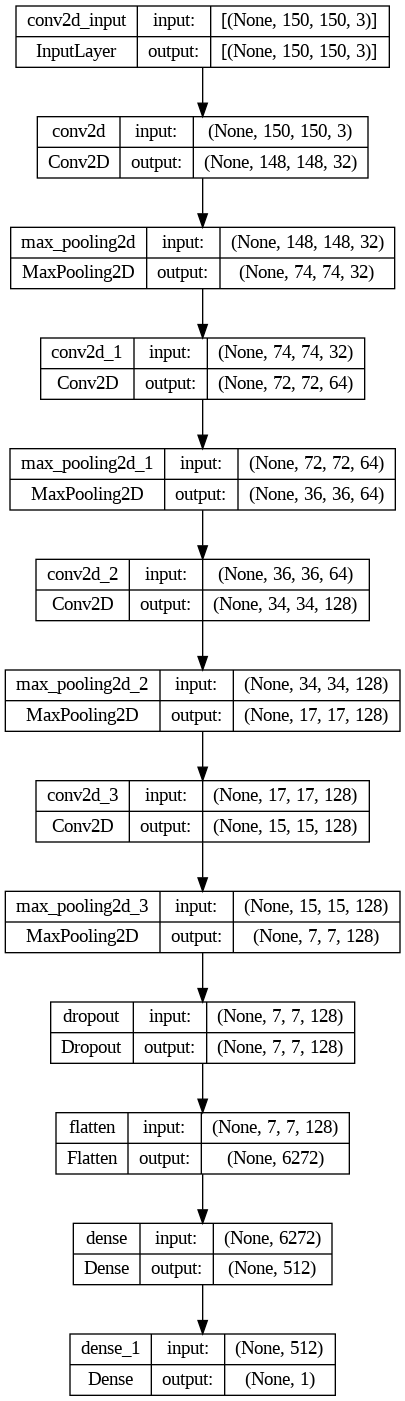 conv2d_input input: [(None, 150, 150, 3)]
InputLayer output: [(None, 150, 150, 3)]
conv2d input: (None, 150, 150, 3)
Conv2D output: (None, 148, 148, 32)
max_pooling2d input: (None, 148, 148, 32)
MaxPooling2D output: (None, 74, 74, 32)
conv2d_1 input: (None, 74, 74, 32)
Conv2D output: (None, 72, 72, 64)
max_pooling2d_1 input: (None, 72, 72, 64)
MaxPooling2D output: (None, 36, 36, 64)
conv2d_2 input: (None, 36, 36, 64)
Conv2D output: (None, 34, 34, 128)
max_pooling2d_2 input: (None, 34, 34, 128)
MaxPooling2D output: (None, 17, 17, 128)
conv2d_3 input: (None, 17, 17, 128)
Conv2D output: (None, 15, 15, 128)
max_pooling2d_3 input: (None, 15, 15, 128)
MaxPooling2D output: (None, 7, 7, 128)
dropout input: (None, 7, 7, 128)
Dropout output: (None, 7, 7, 128)
flatten input: (None, 7, 7, 128)
Flatten output: (None, 6272)
dense input: (None, 6272)
Dense output: (None, 512)
dense_1 input: (None, 512)
Dense output: (None, 1)